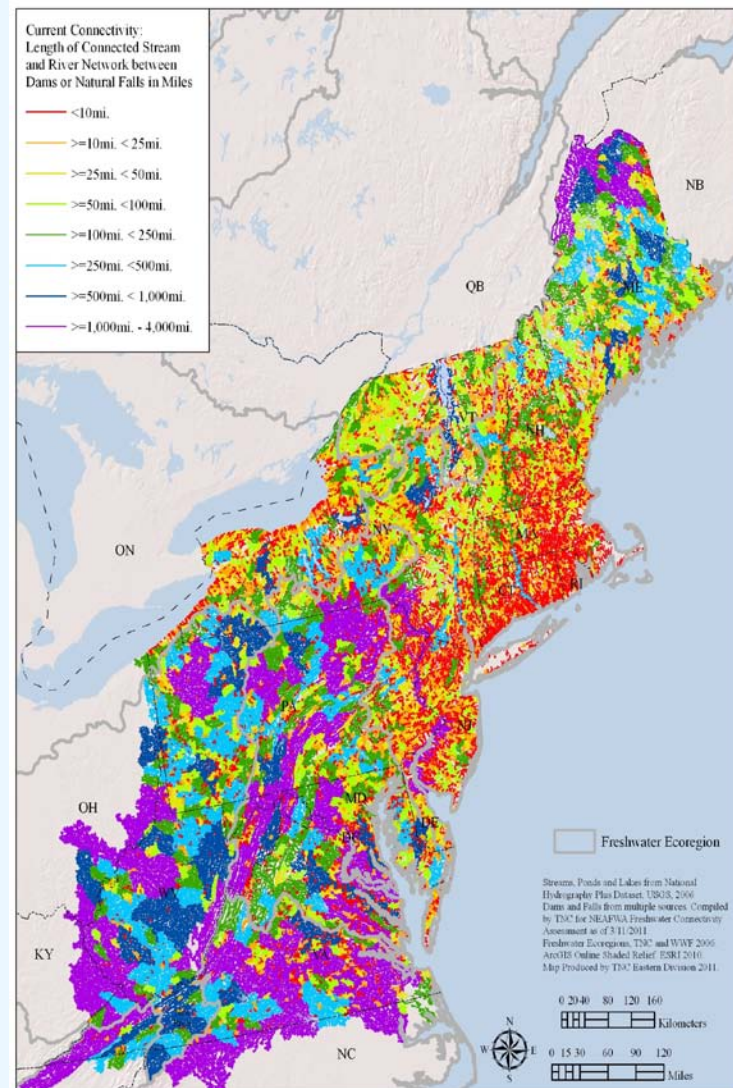 Current Connectivity:
Length of Connected Stream
and River Network between
Dams or Natural Falls in Miles
<10mi.
>=10mi. < 25mi.
>=25mi. < 50mi.
>=50mi. <100mi.
>=100mi. < 250mi.
>=250mi. <500mi.
>=500mi. < 1,000mi.
>=1,000mi. - 4,000mi.
NB
QB
ME
VT
NH
ON
NY
MA
CT
RI
PA
NJ
OH
MD
DE
DC
WV
KY
VA
NC
Freshwater Ecoregion
Streams, Ponds and Lakes from National
Hydrography Plus Dataset, USGS, 2006
Dams and Falls from multiple sources. Compiled
by TNC for NEAFWA Freshwater Connectivity
Assessment as of 3/11/2011
Freshwater Ecoregions, TNC and WWF 2006
ArcGIS Online Shaded Relief. ESRI 2010.
Map Produced by TNC Eastern Division 2011.
0 20 40 80 120 160
Kilometers
N
W E
S
0 15 30 60 90 120
Miles